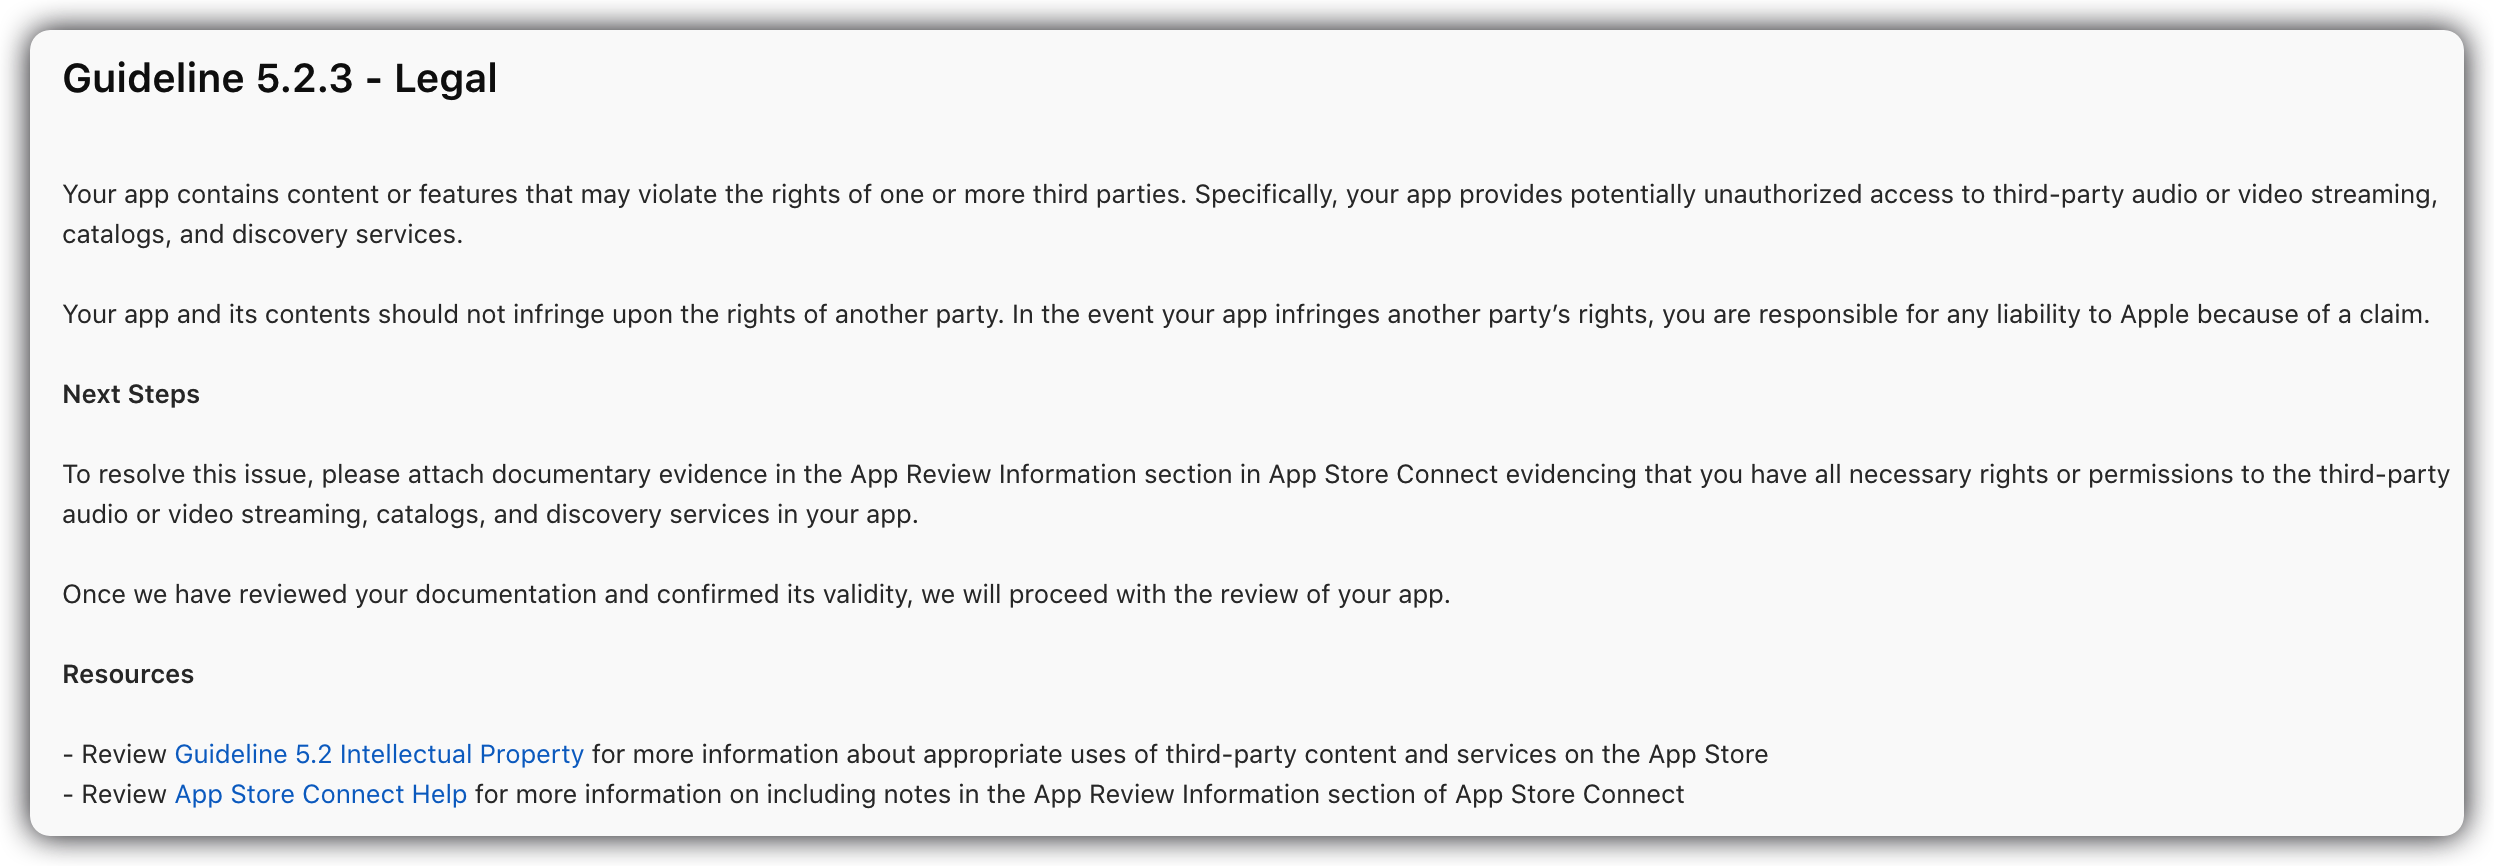 Guideline 5.2.3 - Legal
Your app contains content or features that may violate the rights of one or more third parties. Specifically, your app provides potentially unauthorized access to third-party audio or video streaming,
catalogs, and discovery services.
Your app and its contents should not infringe upon the rights of another party. In the event your app infringes another party’s rights, you are responsible for any liability to Apple because of a claim.
Next Steps
To resolve this issue, please attach documentary evidence in the App Review Information section in App Store Connect evidencing that you have all necessary rights or permissions to the third-party
audio or video streaming, catalogs, and discovery services in your app.
Once we have reviewed your documentation and confirmed its validity, we will proceed with the review of your app.
Resources
- Review Guideline 5.2 Intellectual Property for more information about appropriate uses of third-party content and services on the App Store
- Review App Store Connect Help for more information on including notes in the App Review Information section of App Store Connect